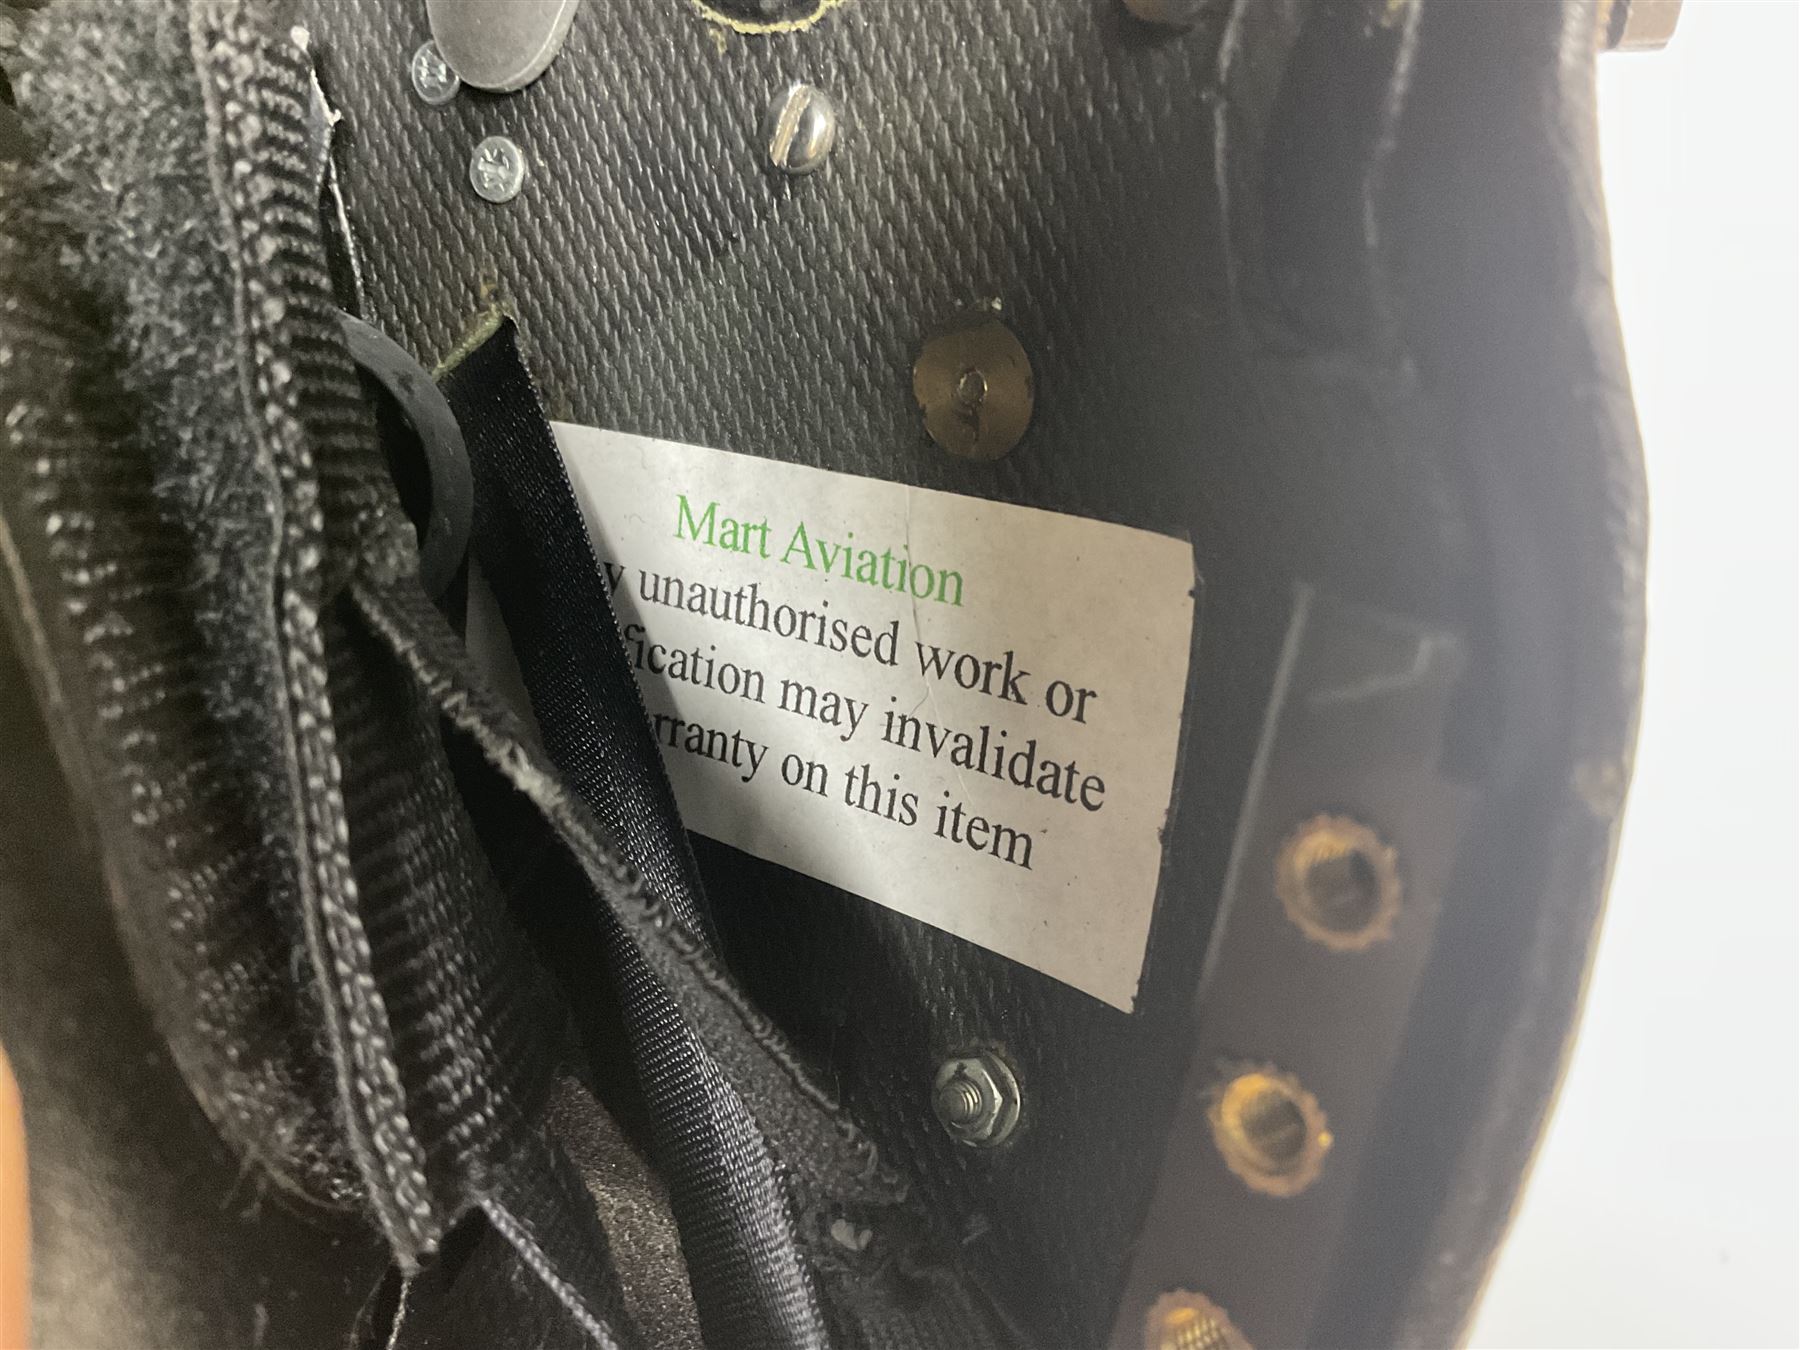 Mart Aviation
y unauthorised work or
fication may invalidate
rranty on this item